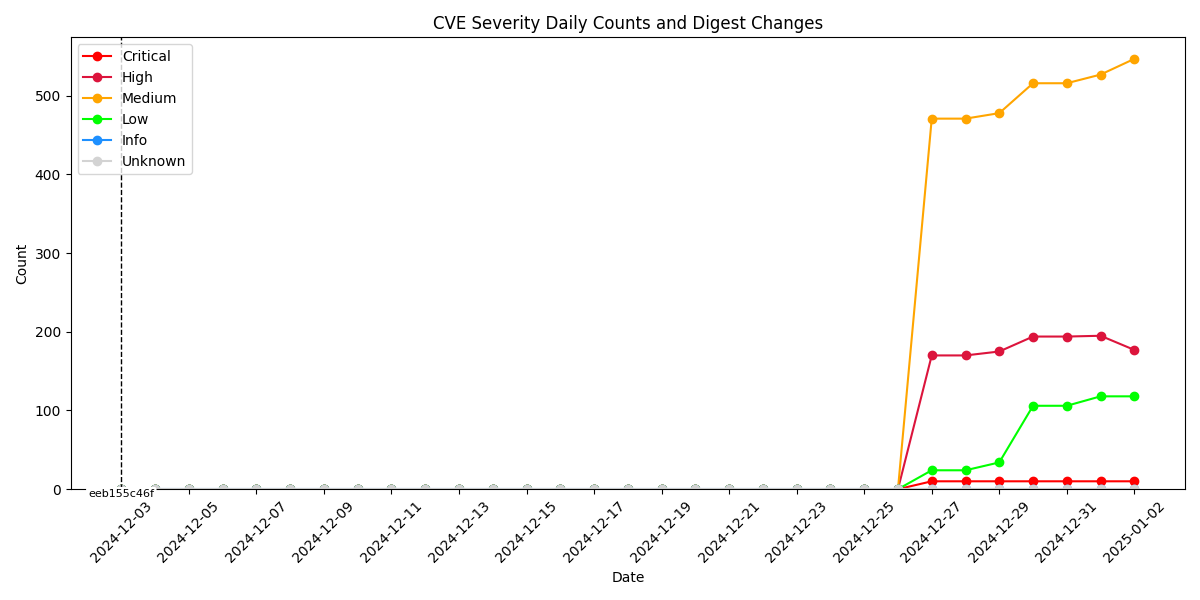 CVE Severity Daily Counts and Digest Changes
Critical
High
Medium
Low
Info
Unknown
Count
500
400
300
200
100
0
eeb155c46f
2024-12-03
2024-12-05
2024-12-07
2024-12-09
2024-12-11
2024-12-13
2024-12-15
2024-12-17
2024-12-19
2024-12-21
2024-12-23
2024-12-25
2024-12-27
2024-12-29
2024-12-31
2025-01-02
Date